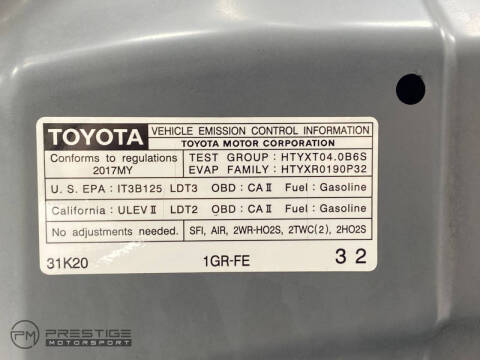 TOYOTA VEHICLE EMISSION CONTROL INFORMATION
TOYOTA MOTOR CORPORATION
Conforms to regulations TEST GROUP : HTYXT04.0B6S
2017MY EVAP FAMILY : HTYXR0190P32
U. S. EPA : IT3B125 LDT3 OBD : CA II Fuel : Gasoline
California : ULEV II LDT2 OBD : CA II Fuel : Gasoline
No adjustments needed. SFI, AIR, 2WR-HO2S, 2TWC(2), 2HO2S
31K20 1GR-FE 3 2
PM PRESTIGE
MOTORSPORT